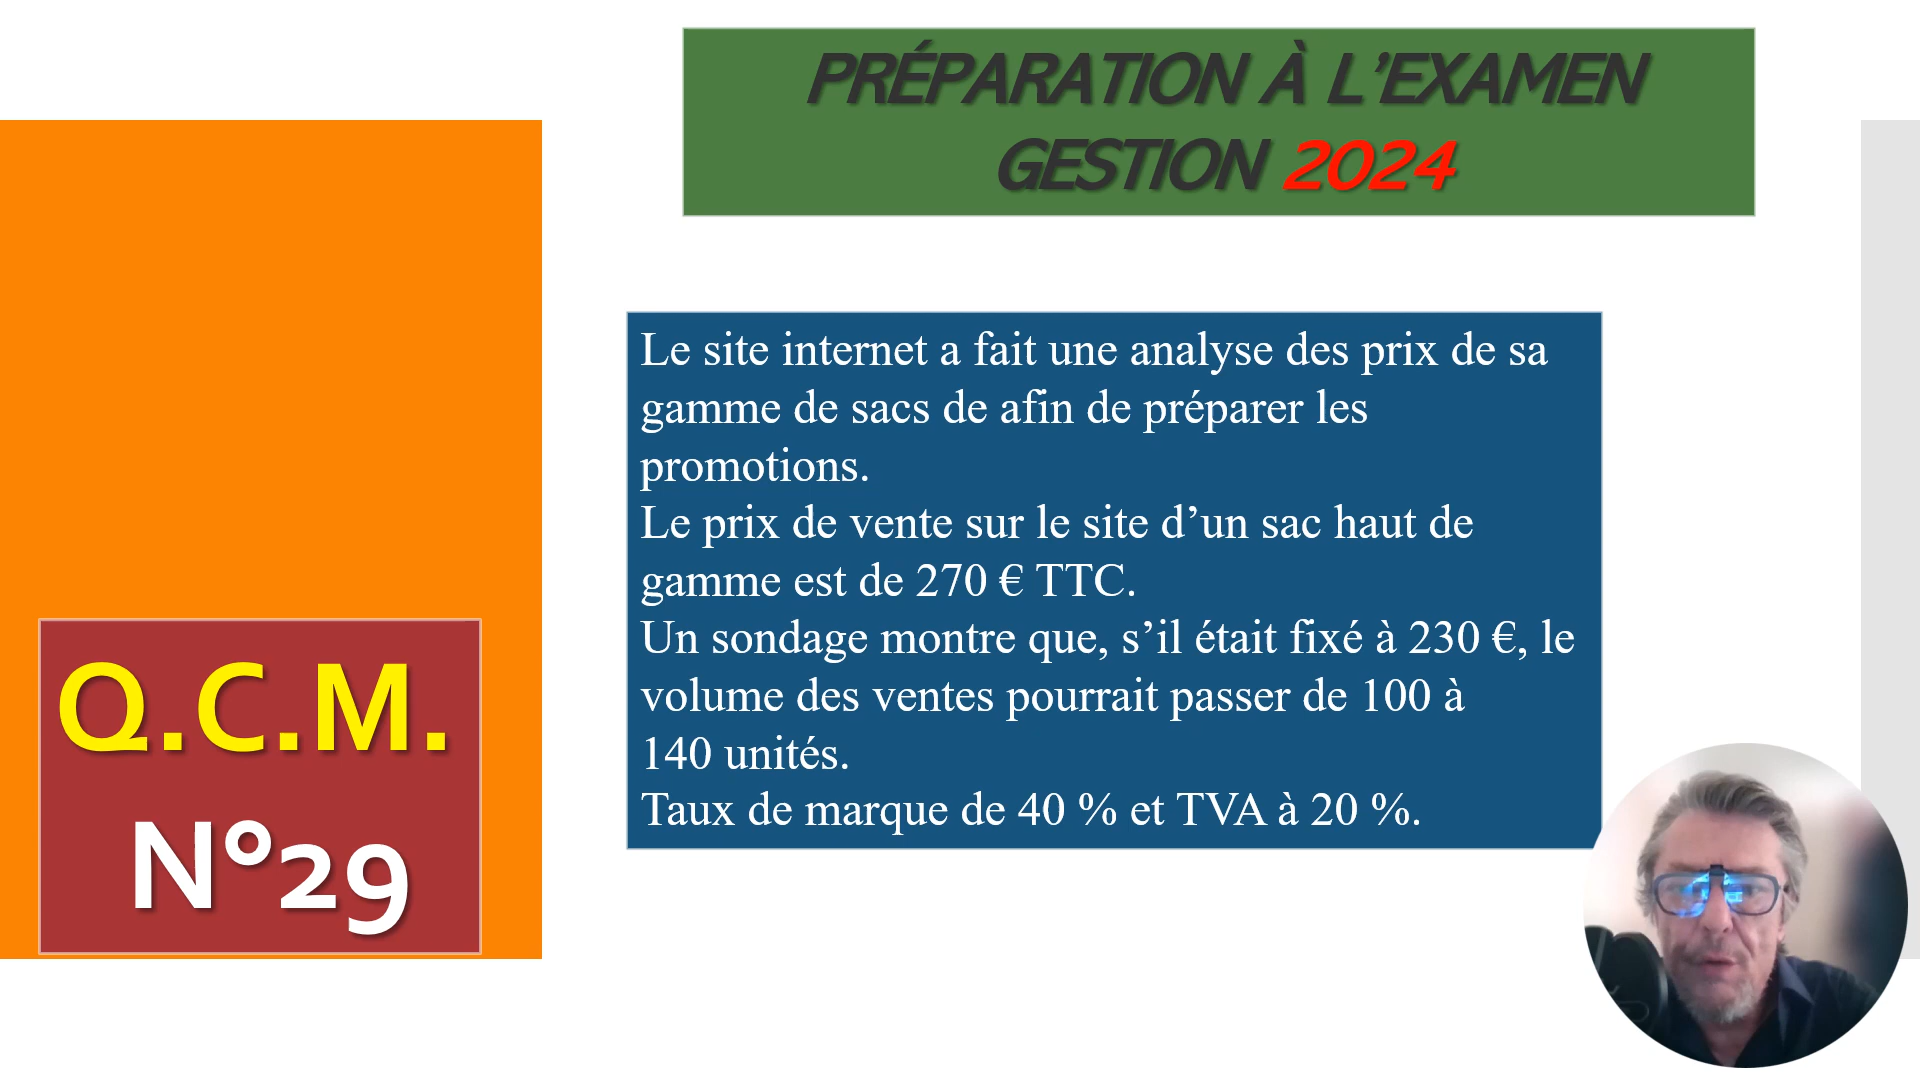 PRÉPARATION À L’EXAMEN
GESTION 2024
Le site internet a fait une analyse des prix de sa
gamme de sacs de afin de préparer les
promotions.
Le prix de vente sur le site d’un sac haut de
gamme est de 270 € TTC.
Un sondage montre que, s’il était fixé à 230 €, le
volume des ventes pourrait passer de 100 à
140 unités.
Taux de marque de 40 % et TVA à 20 %.
Q.C.M.
N°29